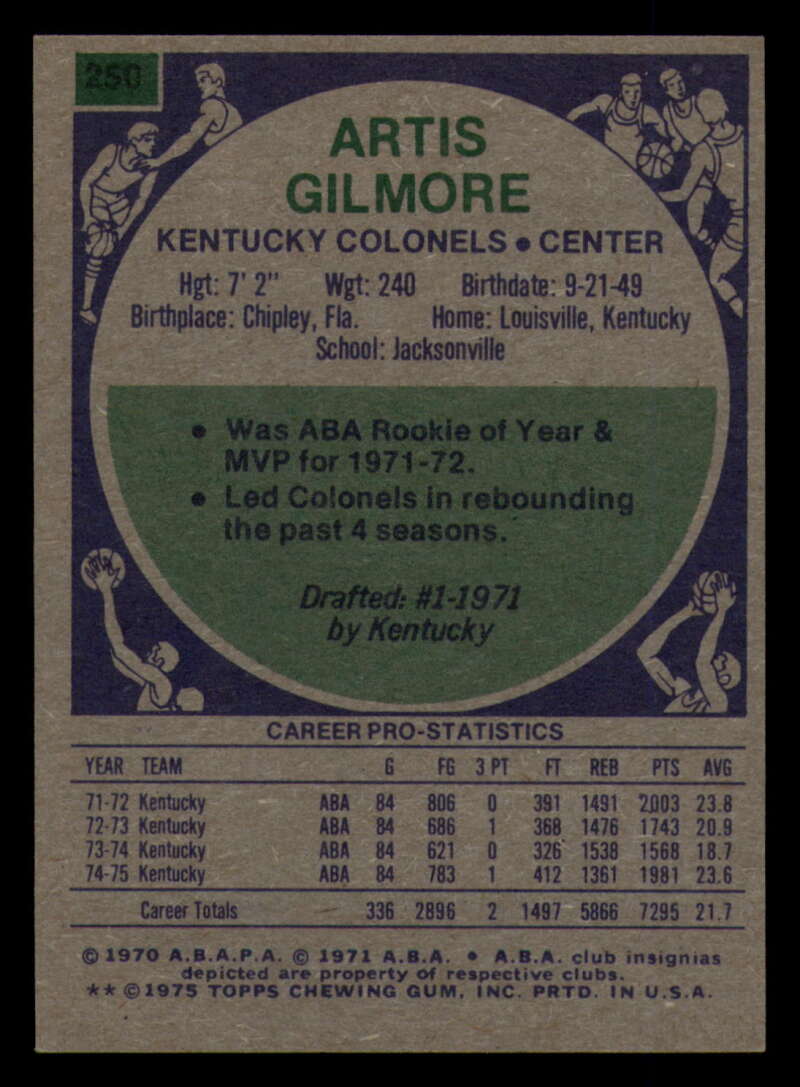 250
ARTIS
GILMORE
KENTUCKY COLONELS • CENTER
Hgt: 7' 2" Wgt: 240 Birthdate: 9-21-49
Birthplace: Chipley, Fla. Home: Louisville, Kentucky
School: Jacksonville
• Was ABA Rookie of Year &
MVP for 1971-72.
• Led Colonels in rebounding
the past 4 seasons.
Drafted: #1-1971
by Kentucky
CAREER PRO-STATISTICS
YEAR TEAM G FG 3 PT FT REB PTS AVG
71-72 Kentucky ABA 84 806 0 391 1491 2003 23.8
72-73 Kentucky ABA 84 686 1 368 1476 1743 20.9
73-74 Kentucky ABA 84 621 0 326 1538 1568 18.7
74-75 Kentucky ABA 84 783 1 412 1361 1981 23.6
Career Totals 336 2896 2 1497 5866 7295 21.7
© 1970 A.B.A.P.A. © 1971 A.B.A. • A.B.A. club insignias
depicted are property of respective clubs.
** © 1975 TOPPS CHEWING GUM, INC. PRTD. IN U.S.A.